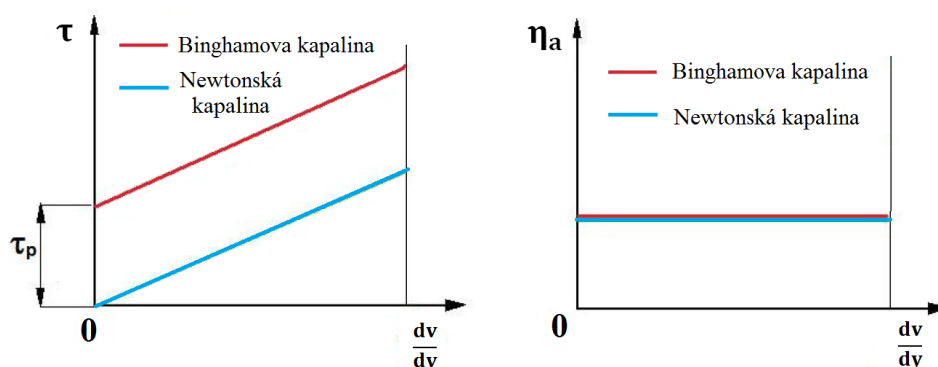 τ
Binghamova kapalina
Newtonská
kapalina
τp
0
dv
dy
ηa
Binghamova kapalina
Newtonská kapalina
0
dv
dy